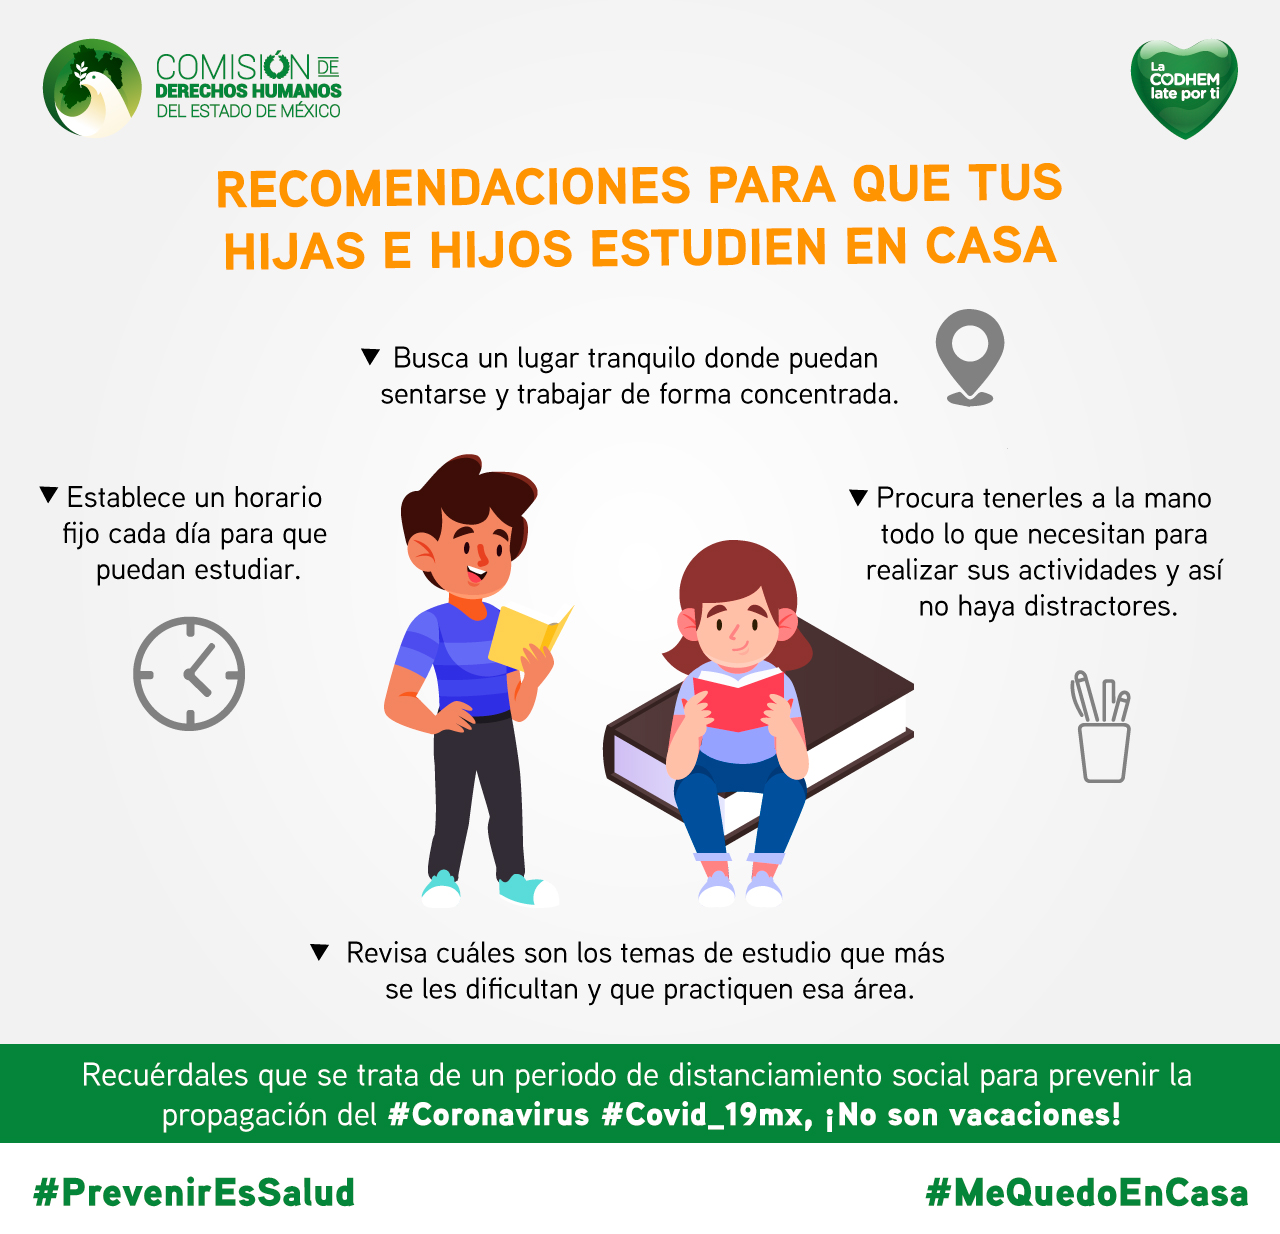 COMISIÓN DE
DERECHOS HUMANOS
DEL ESTADO DE MÉXICO
La
CODHEM
late por ti
RECOMENDACIONES PARA QUE TUS
HIJAS E HIJOS ESTUDIEN EN CASA
▼ Busca un lugar tranquilo donde puedan
sentarse y trabajar de forma concentrada.
▼ Establece un horario
fijo cada día para que
puedan estudiar.
▼ Procura tenerles a la mano
todo lo que necesitan para
realizar sus actividades y así
no haya distractores.
▼ Revisa cuáles son los temas de estudio que más
se les dificultan y que practiquen esa área.
Recuérdales que se trata de un periodo de distanciamiento social para prevenir la
propagación del #Coronavirus #Covid_19mx, ¡No son vacaciones!
#PrevenirEsSalud
#MeQuedoEnCasa